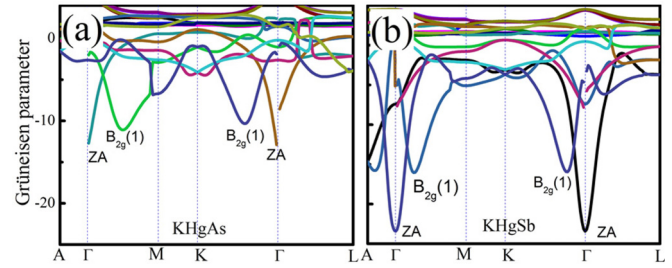 (a)
(b)
Grüneisen parameter
0
-10
-20
B2g(1)
B2g(1)
ZA
ZA
KHgAs
B2g(1)
B2g(1)
ZA
ZA
KHgSb
A Γ M K Γ L
A Γ M K Γ L